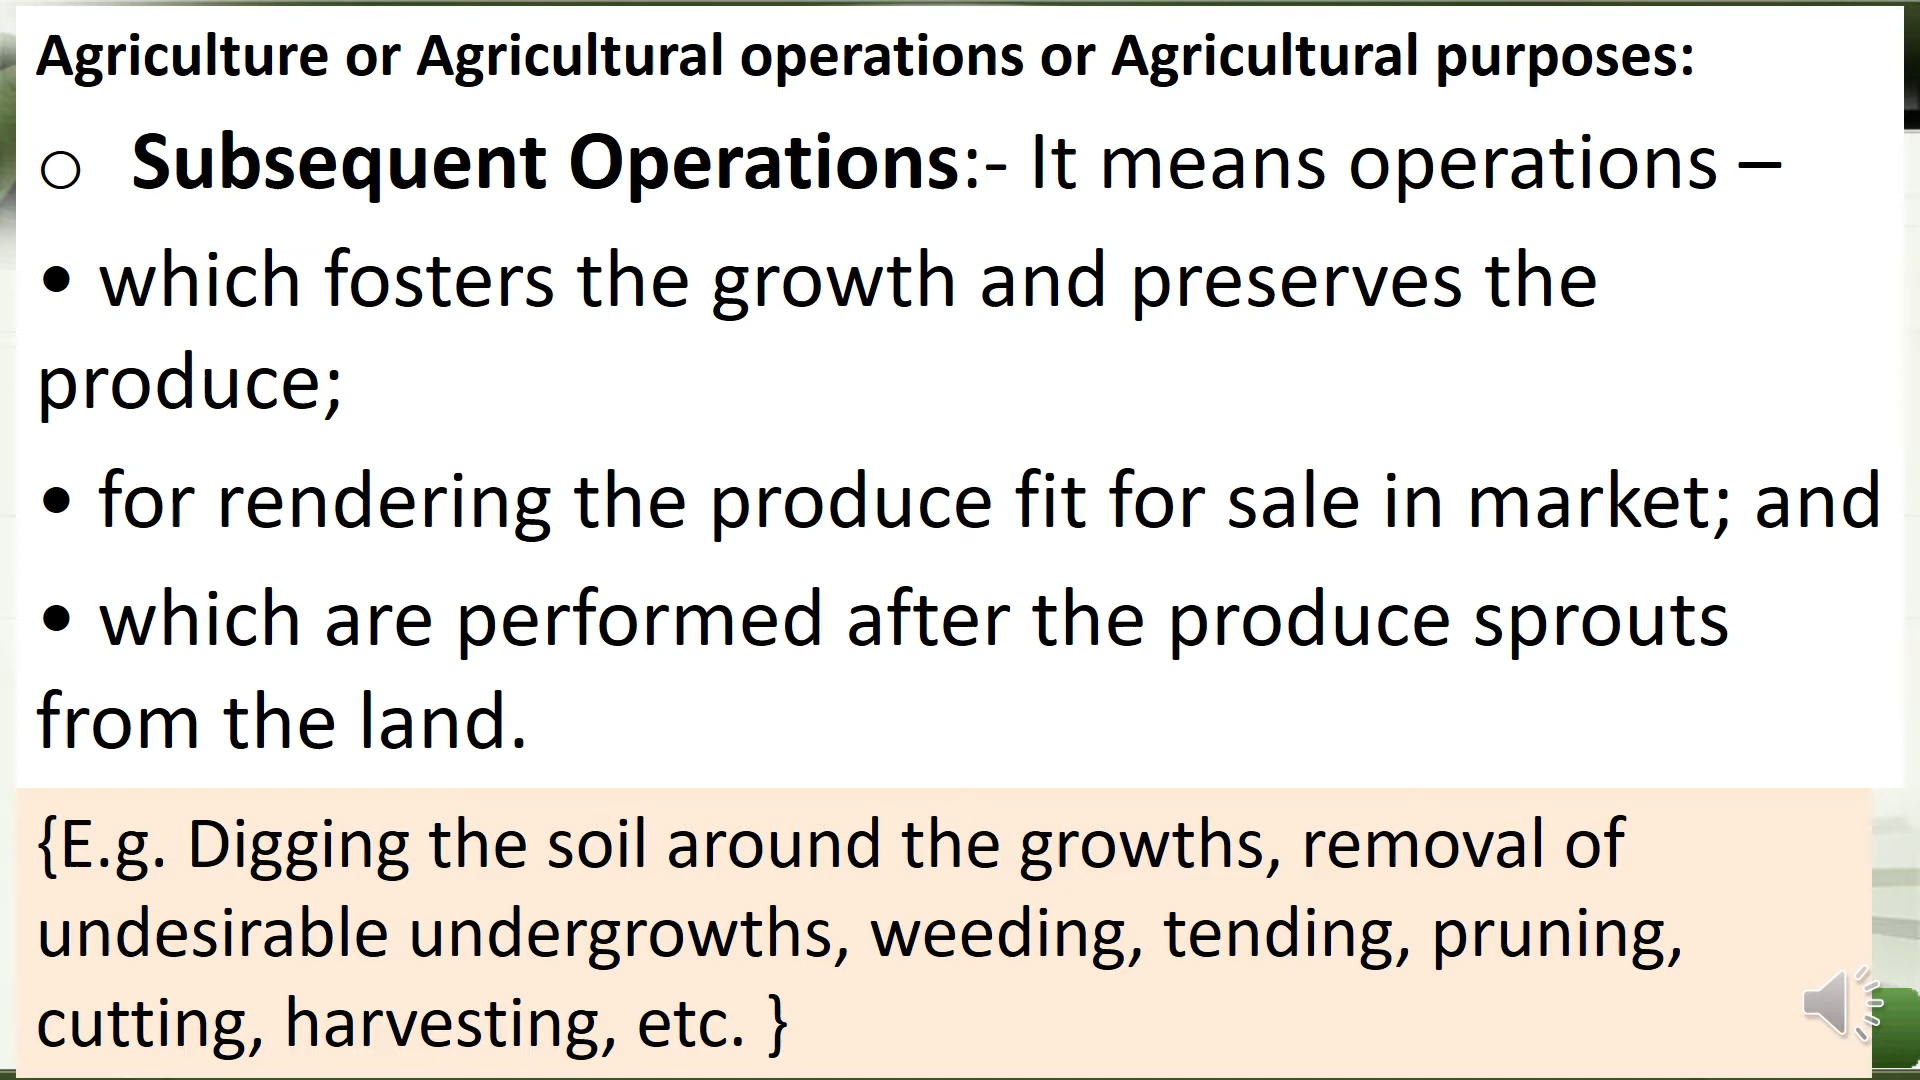 Agriculture or Agricultural operations or Agricultural purposes:
o Subsequent Operations:- It means operations –
• which fosters the growth and preserves the
produce;
• for rendering the produce fit for sale in market; and
• which are performed after the produce sprouts
from the land.
{E.g. Digging the soil around the growths, removal of
undesirable undergrowths, weeding, tending, pruning,
cutting, harvesting, etc. }